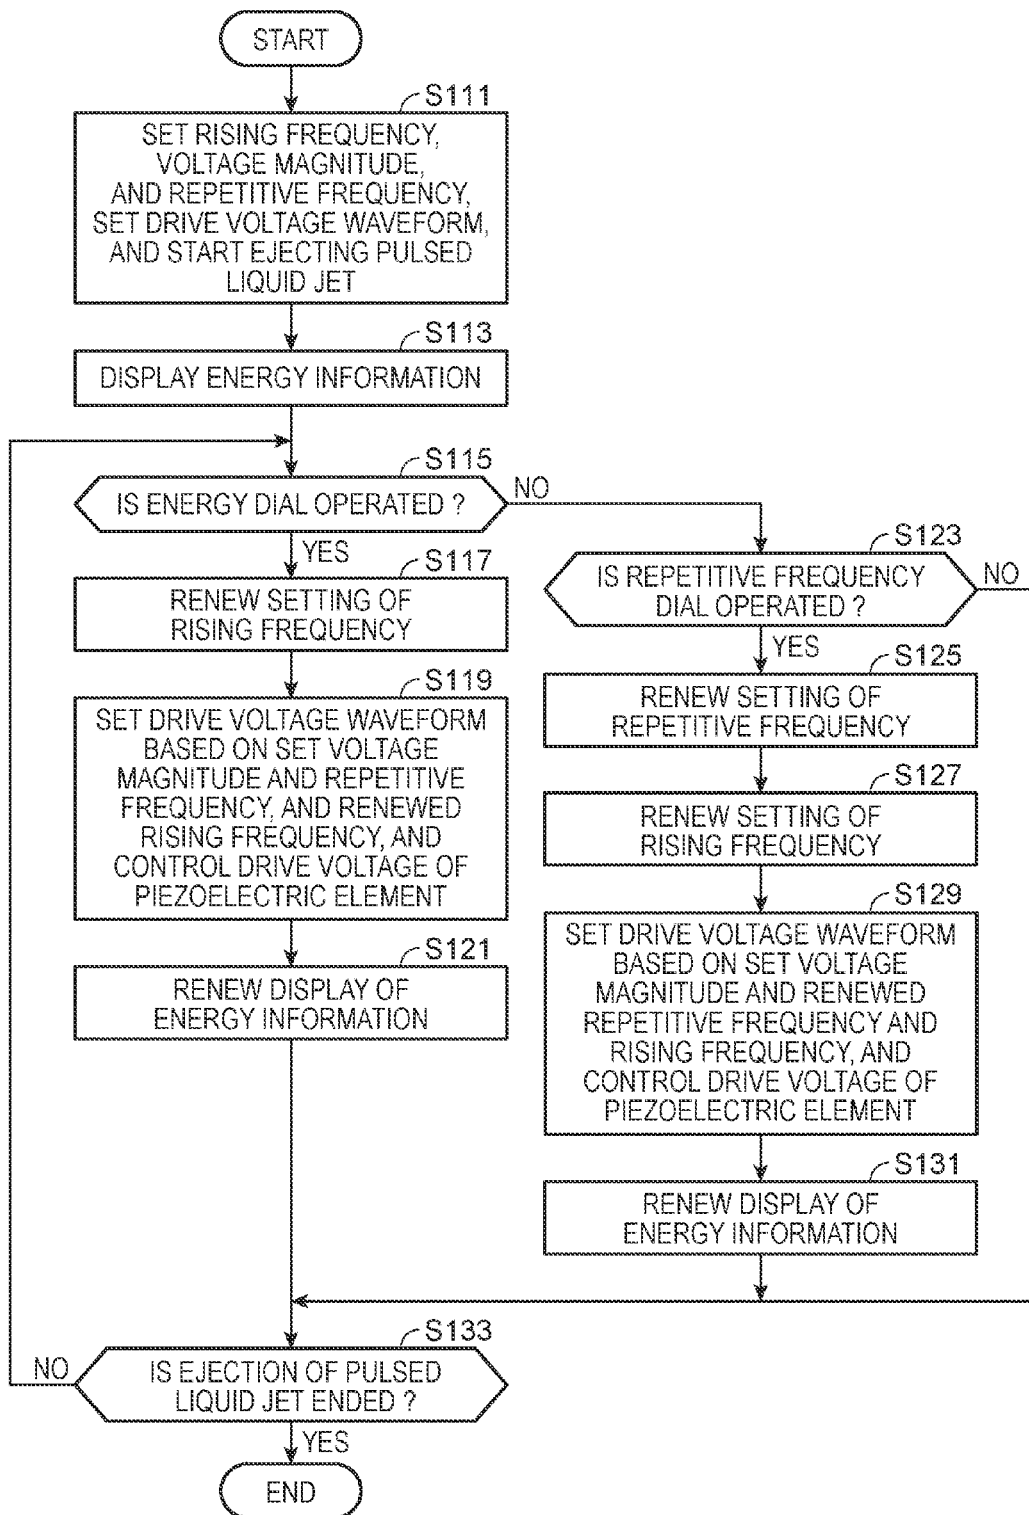 START
S111
SET RISING FREQUENCY,
VOLTAGE MAGNITUDE,
AND REPETITIVE FREQUENCY,
SET DRIVE VOLTAGE WAVEFORM,
AND START EJECTING PULSED
LIQUID JET
S113
DISPLAY ENERGY INFORMATION
S115
IS ENERGY DIAL OPERATED ?
NO
YES
S117
RENEW SETTING OF
RISING FREQUENCY
S119
SET DRIVE VOLTAGE WAVEFORM
BASED ON SET VOLTAGE
MAGNITUDE AND REPETITIVE
FREQUENCY, AND RENEWED
RISING FREQUENCY, AND
CONTROL DRIVE VOLTAGE OF
PIEZOELECTRIC ELEMENT
S121
RENEW DISPLAY OF
ENERGY INFORMATION
S123
IS REPETITIVE FREQUENCY
DIAL OPERATED ?
NO
YES
S125
RENEW SETTING OF
REPETITIVE FREQUENCY
S127
RENEW SETTING OF
RISING FREQUENCY
S129
SET DRIVE VOLTAGE WAVEFORM
BASED ON SET VOLTAGE
MAGNITUDE AND RENEWED
REPETITIVE FREQUENCY AND
RISING FREQUENCY, AND
CONTROL DRIVE VOLTAGE OF
PIEZOELECTRIC ELEMENT
S131
RENEW DISPLAY OF
ENERGY INFORMATION
S133
IS EJECTION OF PULSED
LIQUID JET ENDED ?
NO
YES
END